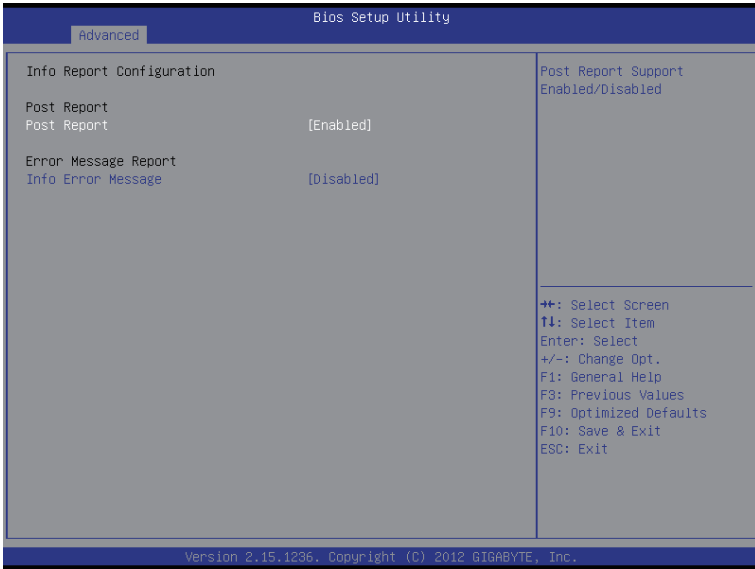 Bios Setup Utility
Advanced
Info Report Configuration
Post Report
Post Report [Enabled]
Error Message Report
Info Error Message [Disabled]
Post Report Support
Enabled/Disabled
→←: Select Screen
↑↓: Select Item
Enter: Select
+/-: Change Opt.
F1: General Help
F3: Previous Values
F9: Optimized Defaults
F10: Save & Exit
ESC: Exit
Version 2.15.1236. Copyright (C) 2012 GIGABYTE, Inc.